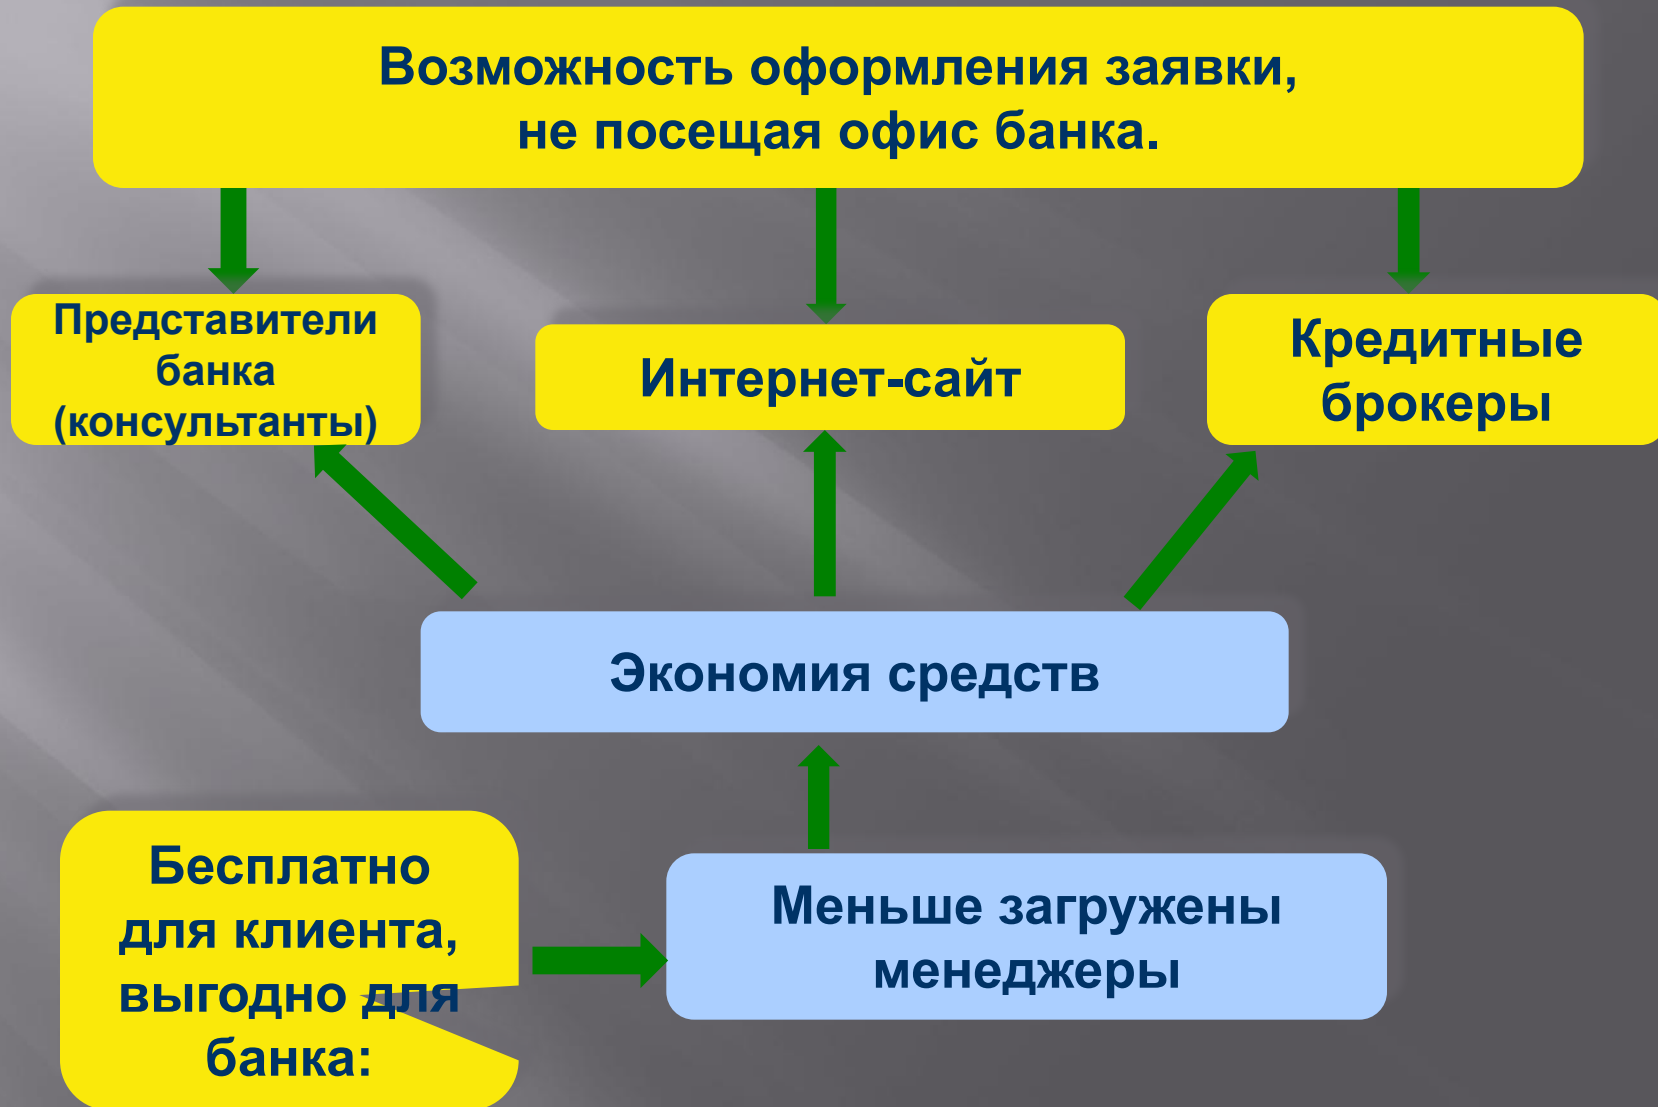 Возможность оформления заявки,
не посещая офис банка.
Представители
банка
(консультанты)
Интернет-сайт
Кредитные
брокеры
Экономия средств
Бесплатно
для клиента,
выгодно для
банка:
Меньше загружены
менеджеры